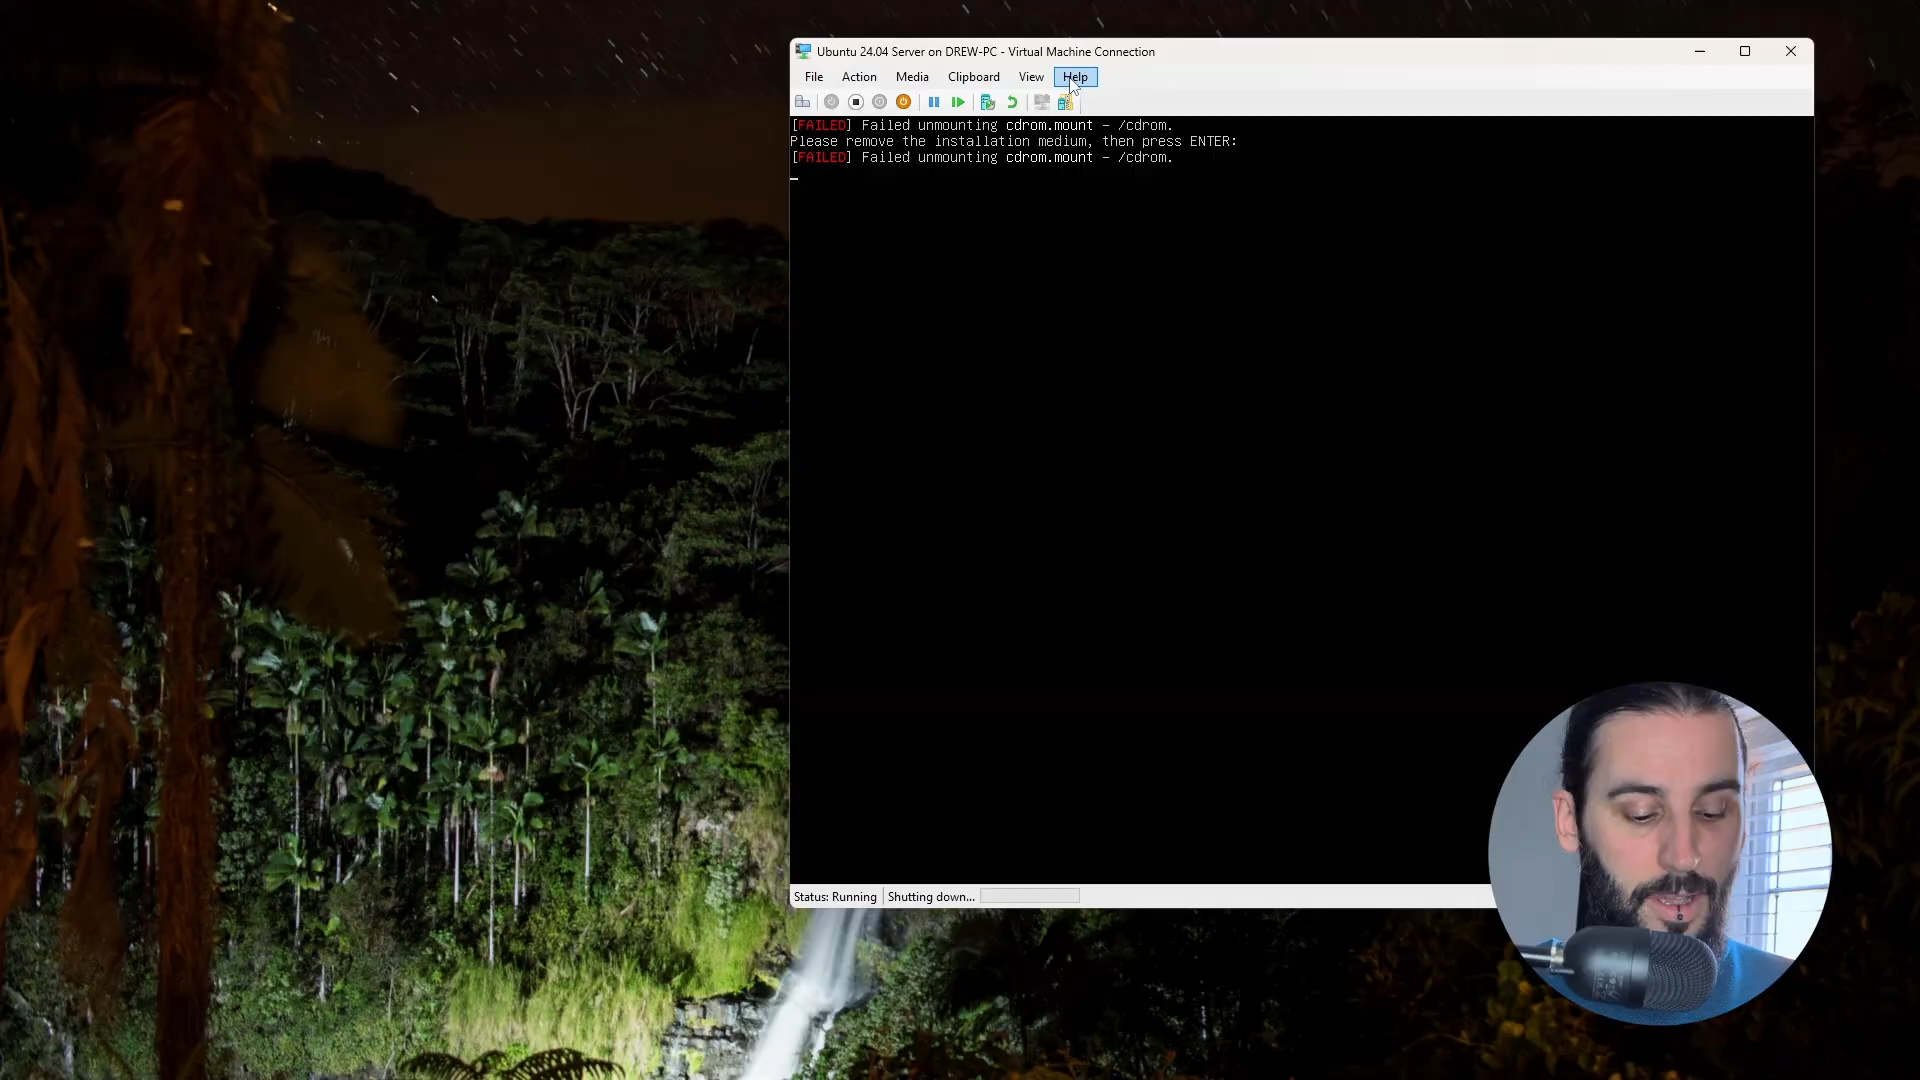 Ubuntu 24.04 Server on DREW-PC - Virtual Machine Connection
File Action Media Clipboard View Help
[FAILED] Failed unmounting cdrom.mount - /cdrom.
Please remove the installation medium, then press ENTER:
[FAILED] Failed unmounting cdrom.mount - /cdrom.
Status: Running Shutting down...